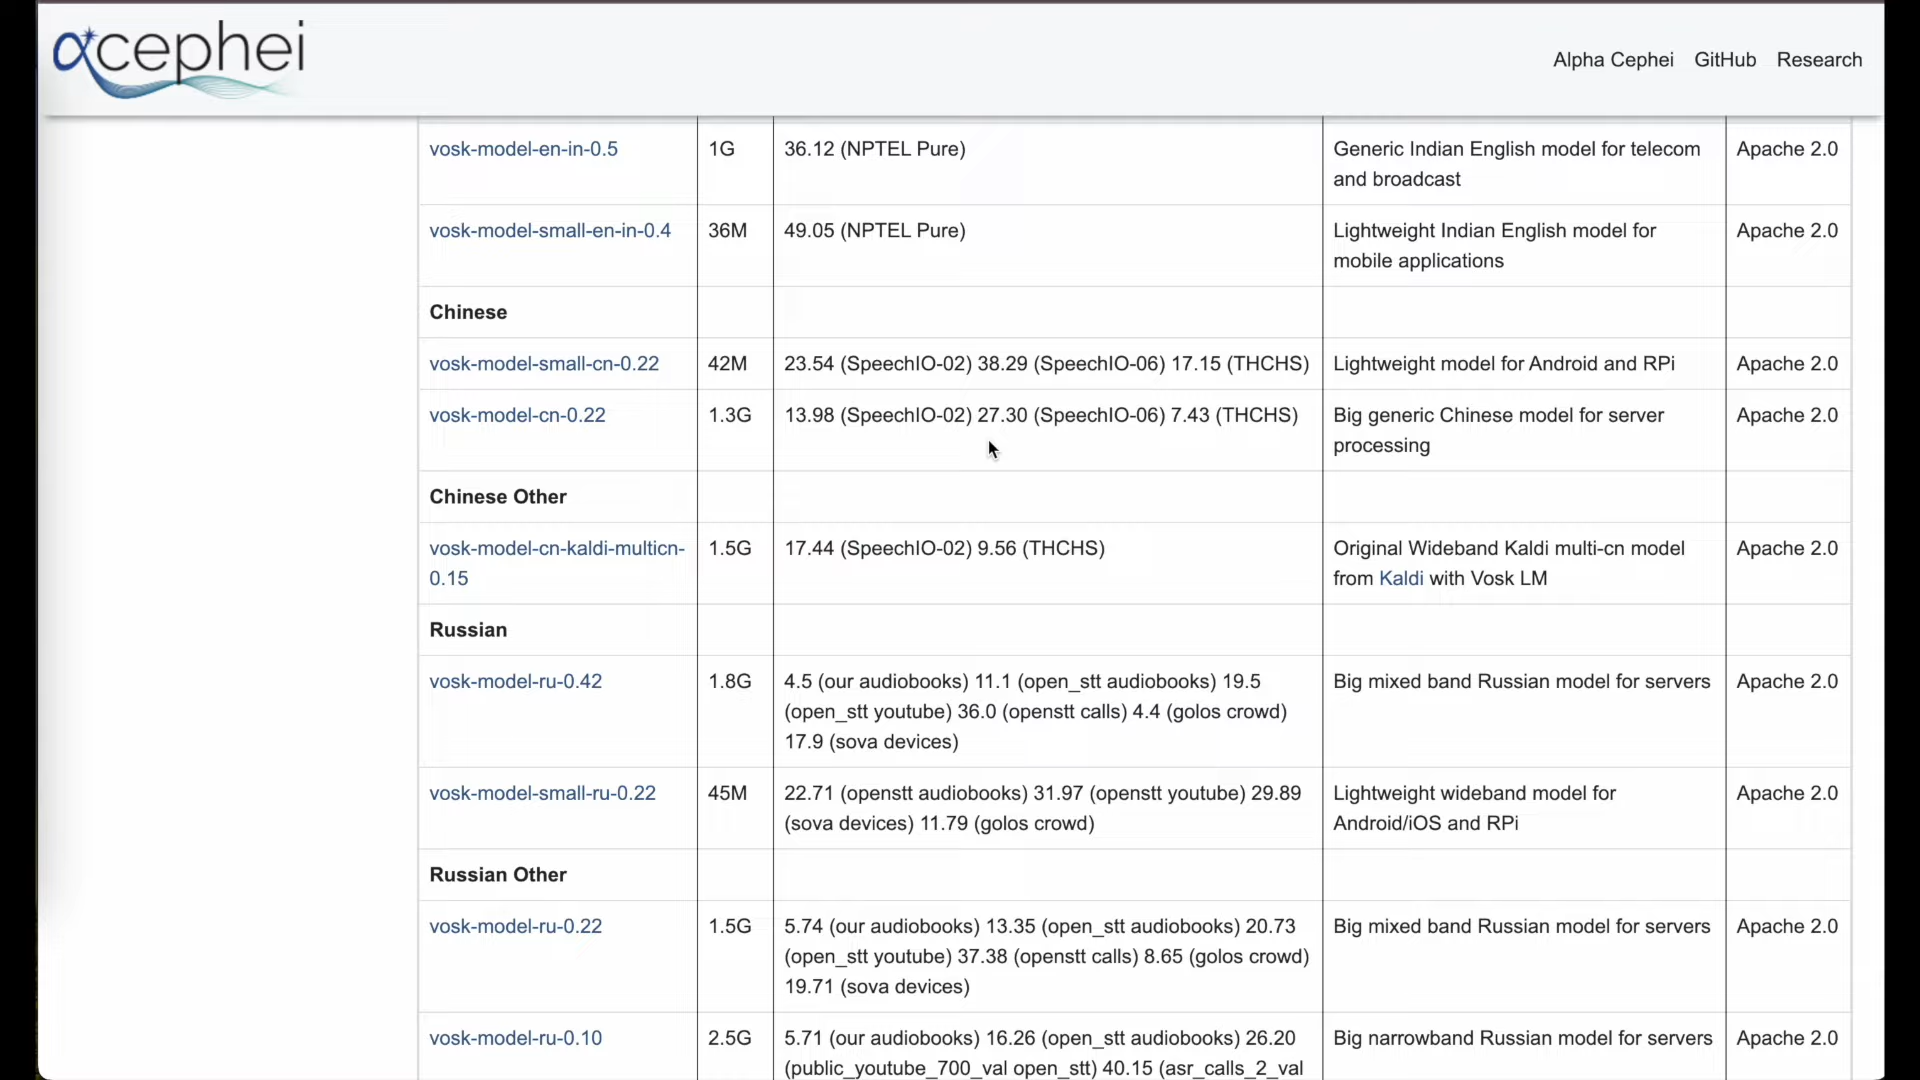 αcephei
Alpha Cephei GitHub Research
vosk-model-en-in-0.5 1G 36.12 (NPTEL Pure) Generic Indian English model for telecom Apache 2.0
and broadcast
vosk-model-small-en-in-0.4 36M 49.05 (NPTEL Pure) Lightweight Indian English model for Apache 2.0
mobile applications
Chinese
vosk-model-small-cn-0.22 42M 23.54 (SpeechIO-02) 38.29 (SpeechIO-06) 17.15 (THCHS) Lightweight model for Android and RPi Apache 2.0
vosk-model-cn-0.22 1.3G 13.98 (SpeechIO-02) 27.30 (SpeechIO-06) 7.43 (THCHS) Big generic Chinese model for server Apache 2.0
processing
Chinese Other
vosk-model-cn-kaldi-multicn- 1.5G 17.44 (SpeechIO-02) 9.56 (THCHS) Original Wideband Kaldi multi-cn model Apache 2.0
0.15 from Kaldi with Vosk LM
Russian
vosk-model-ru-0.42 1.8G 4.5 (our audiobooks) 11.1 (open_stt audiobooks) 19.5 Big mixed band Russian model for servers Apache 2.0
(open_stt youtube) 36.0 (openstt calls) 4.4 (golos crowd)
17.9 (sova devices)
vosk-model-small-ru-0.22 45M 22.71 (openstt audiobooks) 31.97 (openstt youtube) 29.89 Lightweight wideband model for Apache 2.0
(sova devices) 11.79 (golos crowd) Android/iOS and RPi
Russian Other
vosk-model-ru-0.22 1.5G 5.74 (our audiobooks) 13.35 (open_stt audiobooks) 20.73 Big mixed band Russian model for servers Apache 2.0
(open_stt youtube) 37.38 (openstt calls) 8.65 (golos crowd)
19.71 (sova devices)
vosk-model-ru-0.10 2.5G 5.71 (our audiobooks) 16.26 (open_stt audiobooks) 26.20 Big narrowband Russian model for servers Apache 2.0
(public_youtube_700_val open_stt) 40.15 (asr_calls_2_val